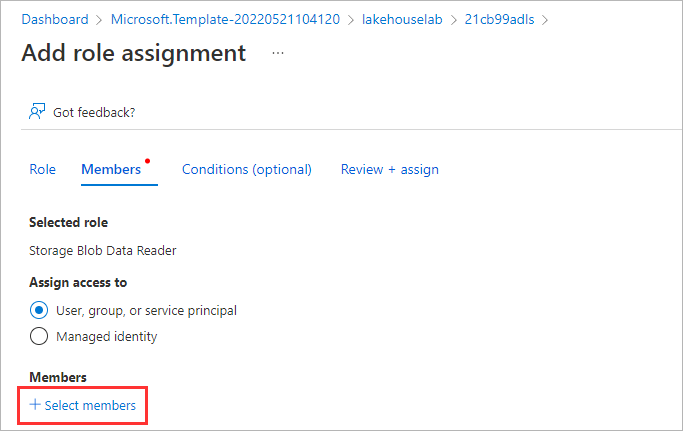 Dashboard > Microsoft.Template-20220521104120 > lakehouselab > 21cb99adls >
Add role assignment ...
Got feedback?
Role Members Conditions (optional) Review + assign
Selected role
Storage Blob Data Reader
Assign access to
User, group, or service principal
Managed identity
Members
+ Select members